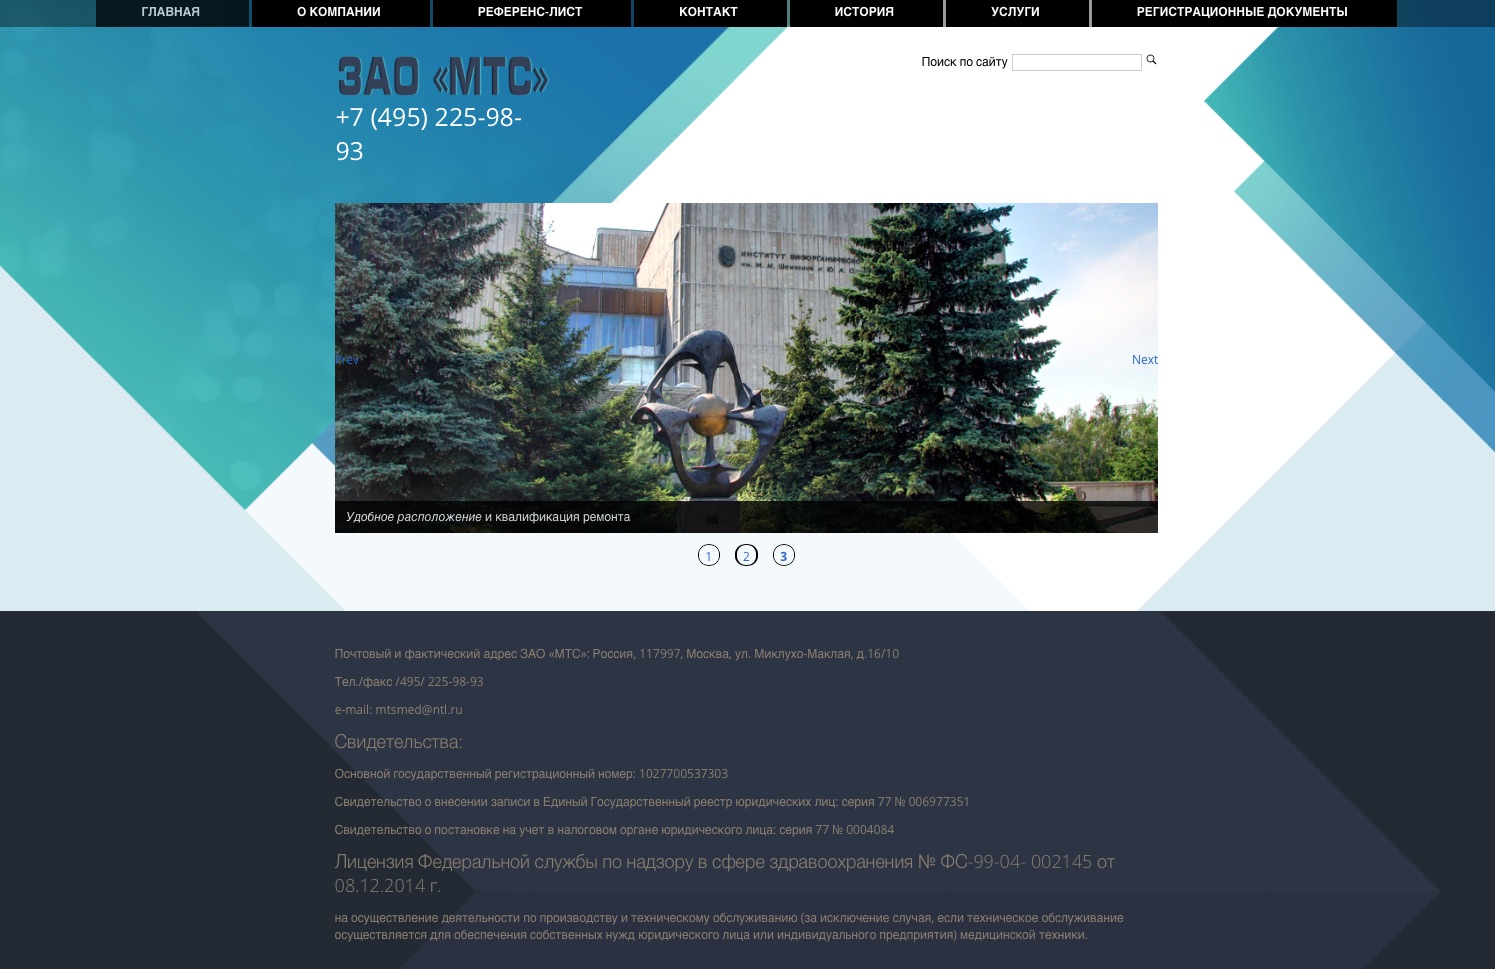 ГЛАВНАЯ
О КОМПАНИИ
РЕФЕРЕНС-ЛИСТ
КОНТАКТ
ИСТОРИЯ
УСЛУГИ
РЕГИСТРАЦИОННЫЕ ДОКУМЕНТЫ
ЗАО «МТС»
Поиск по сайту
+7 (495) 225-98-
93
ИНСТИТУТ БИООРГАНИЧЕСКО
им. М. М. Шемякина и Ю. А. О
Prev
Next
Удобное расположение и квалификация ремонта
1
2
3
Почтовый и фактический адрес ЗАО «МТС»: Россия, 117997, Москва, ул. Миклухо-Маклая, д.16/10
Тел./факс /495/ 225-98-93
e-mail: mtsmed@ntl.ru
Свидетельства:
Основной государственный регистрационный номер: 1027700537303
Свидетельство о внесении записи в Единый Государственный реестр юридических лиц: серия 77 № 006977351
Свидетельство о постановке на учет в налоговом органе юридического лица: серия 77 № 0004084
Лицензия Федеральной службы по надзору в сфере здравоохранения № ФС-99-04- 002145 от
08.12.2014 г.
на осуществление деятельности по производству и техническому обслуживанию (за исключение случая, если техническое обслуживание
осуществляется для обеспечения собственных нужд юридического лица или индивидуального предприятия) медицинской техники.